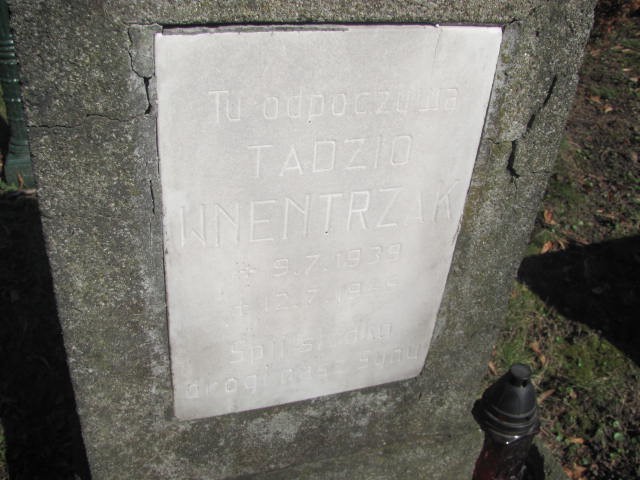 Tu odpoczywa
TADZIO
WNENTRZAK
* 9.7.1939
+ 12.7.
Śpij słodko
drogi nasz Synu